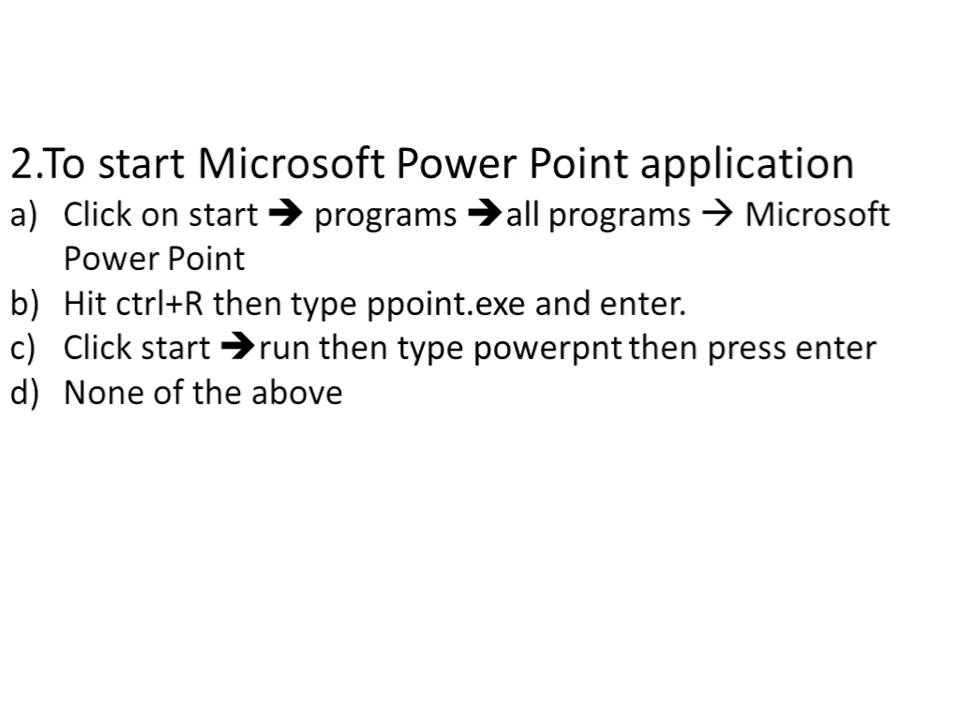 2.To start Microsoft Power Point application
a) Click on start ➔ programs ➔all programs → Microsoft
Power Point
b) Hit ctrl+R then type ppoint.exe and enter.
c) Click start ➔run then type powerpnt then press enter
d) None of the above